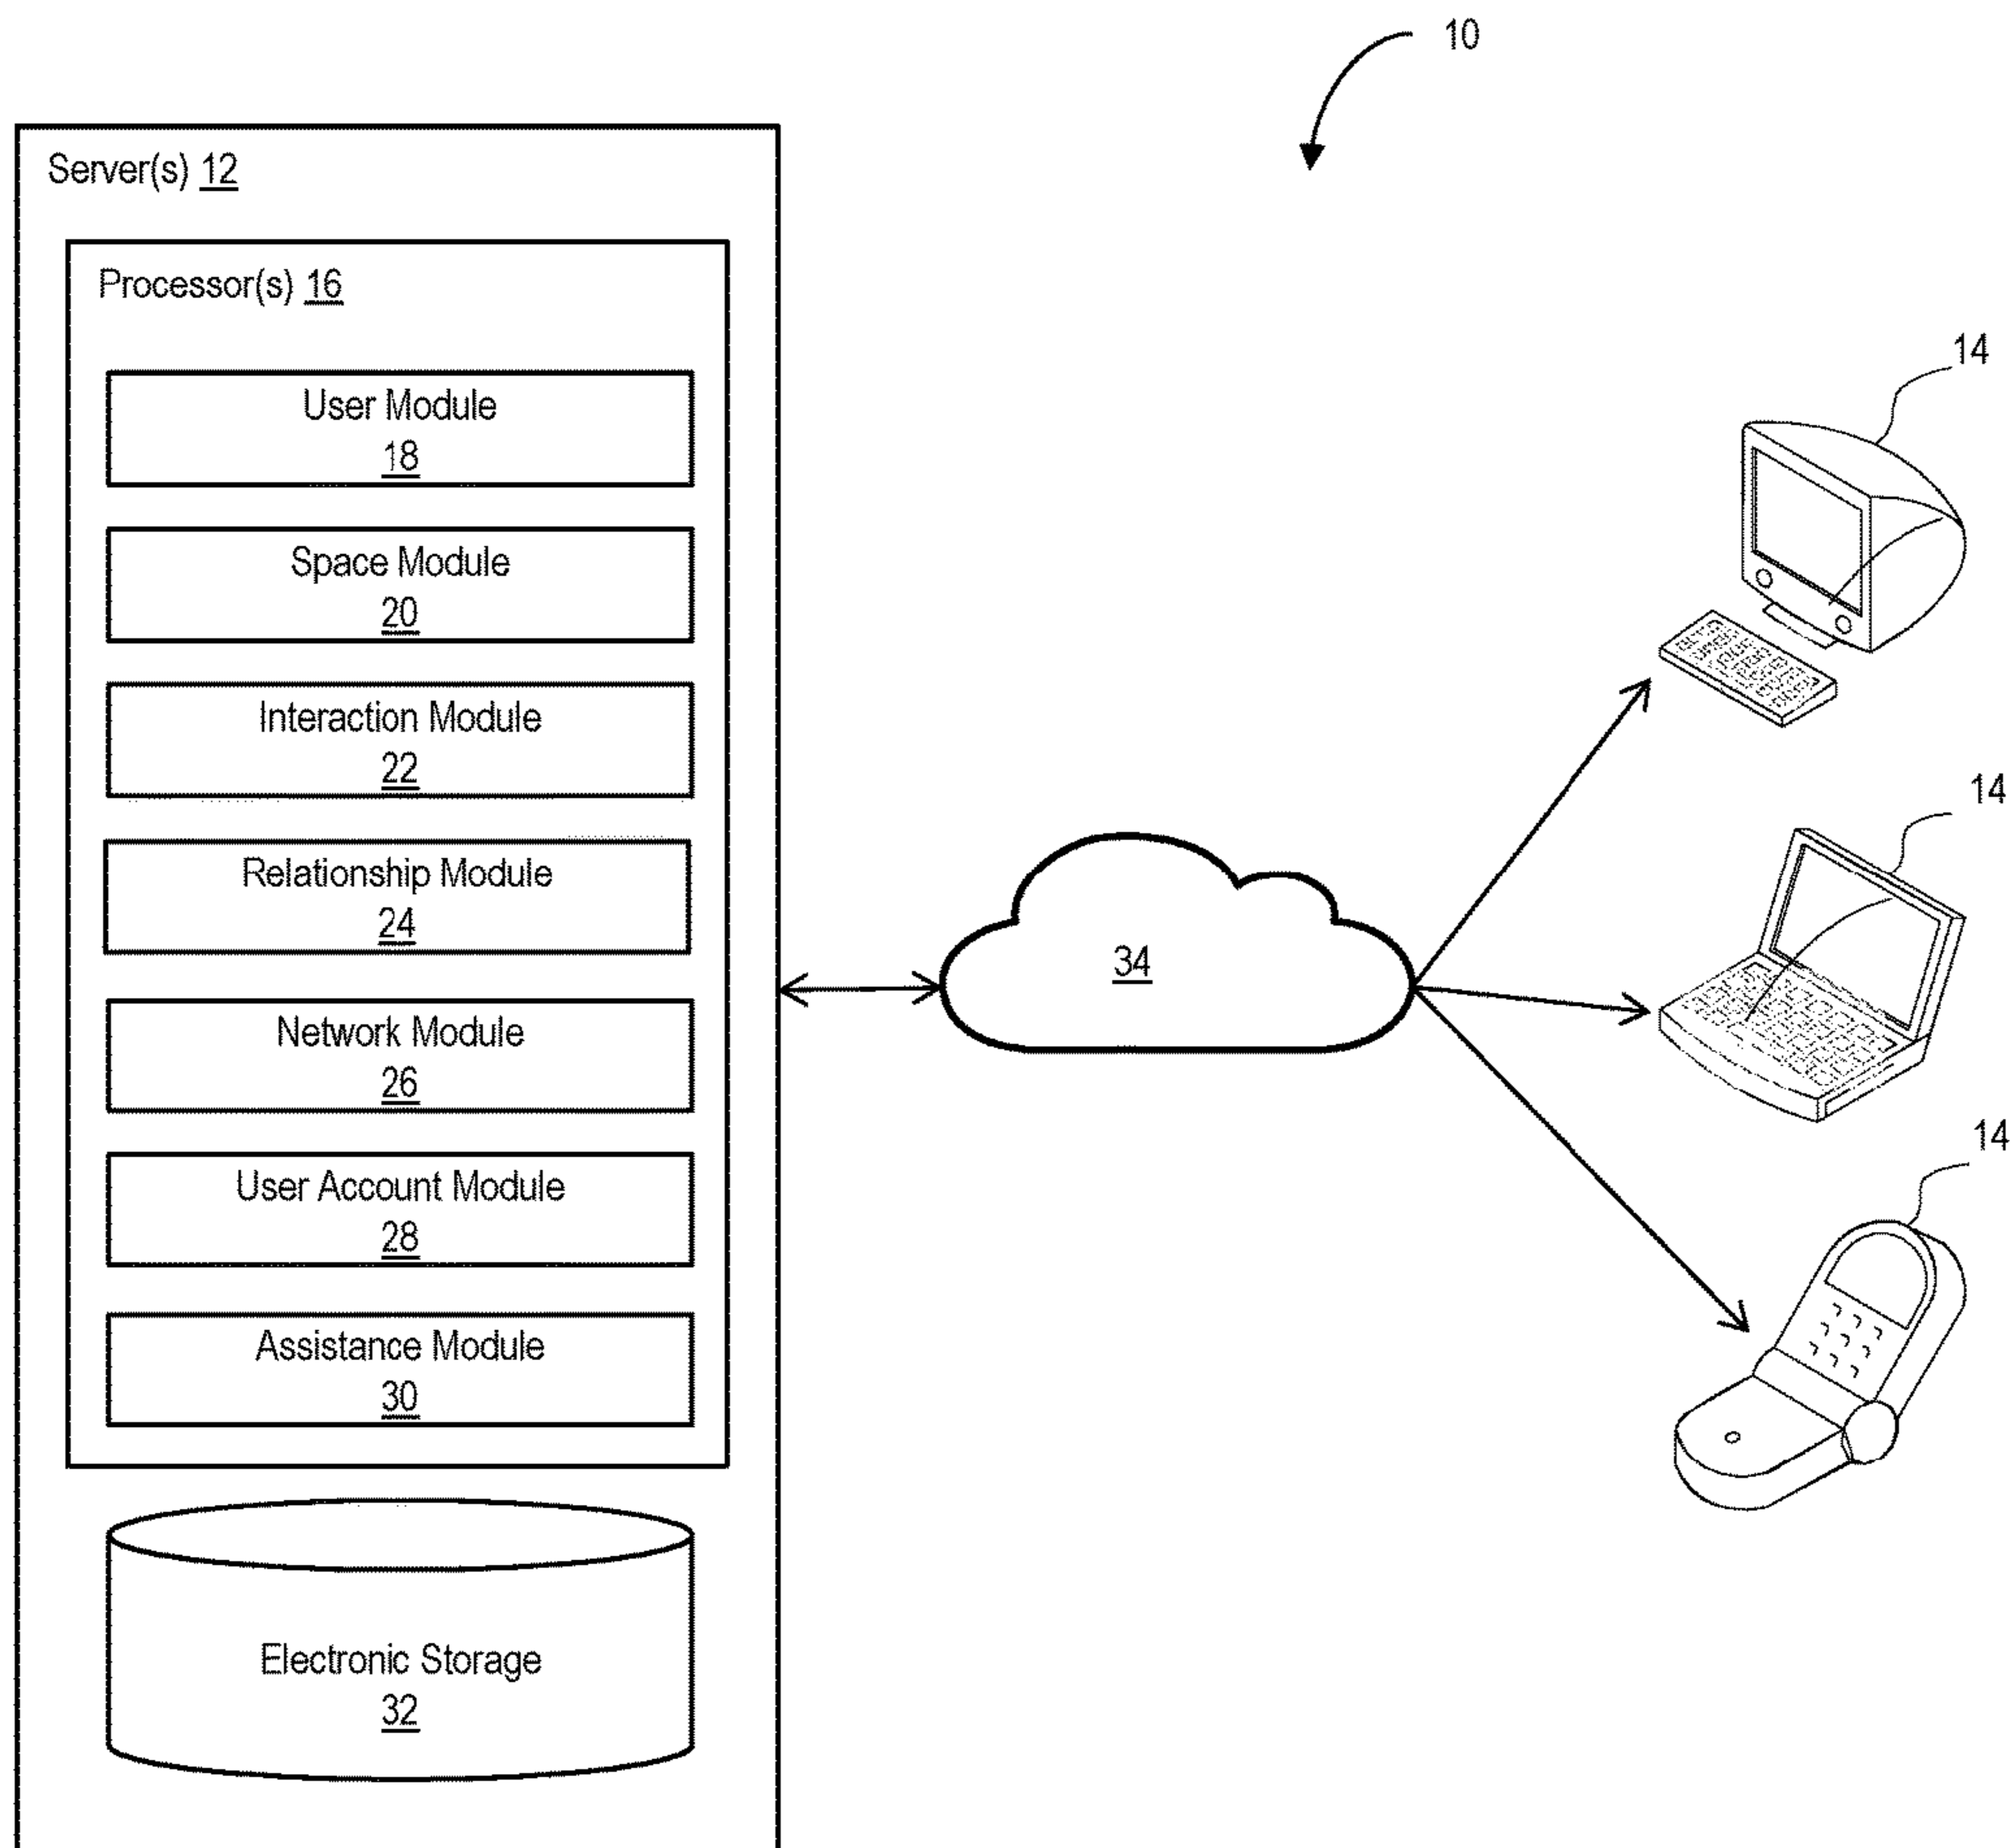 10
Server(s) 12
Processor(s) 16
User Module
18
Space Module
20
Interaction Module
22
Relationship Module
24
Network Module
26
User Account Module
28
Assistance Module
30
Electronic Storage
32
34
14
14
14